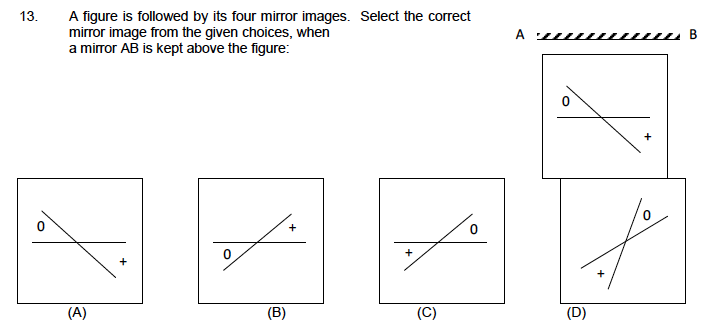 13. A figure is followed by its four mirror images. Select the correct
mirror image from the given choices, when
a mirror AB is kept above the figure:
A B
0
+
0
+
+
0
0
+
0
+
(A) (B) (C) (D)